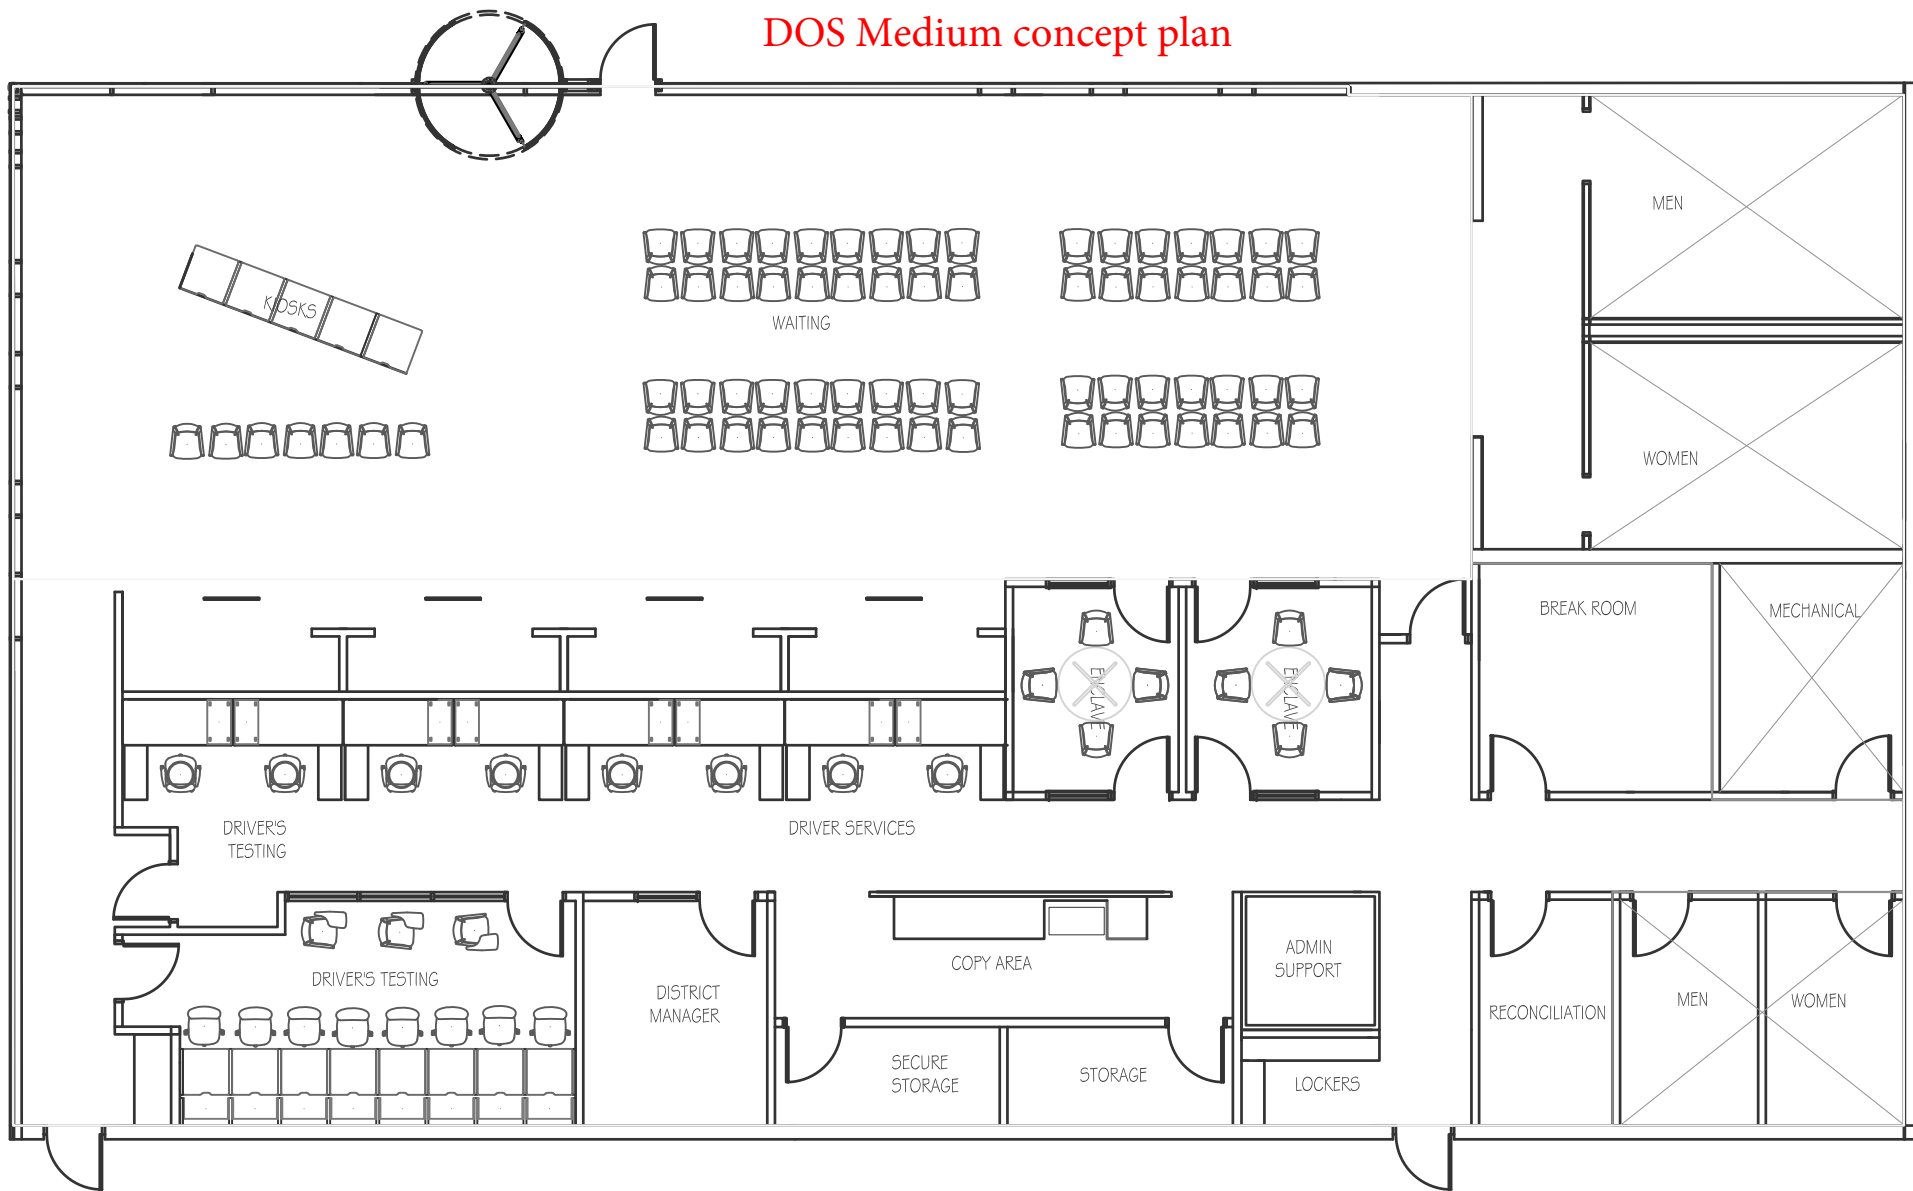 DOS Medium concept plan
MEN
KIOSKS
WAITING
WOMEN
BREAK ROOM
MECHANICAL
ENCLAVE
ENCLAVE
DRIVER'S
TESTING
DRIVER SERVICES
DRIVER'S TESTING
DISTRICT
MANAGER
COPY AREA
ADMIN
SUPPORT
RECONCILIATION
MEN
WOMEN
SECURE
STORAGE
STORAGE
LOCKERS